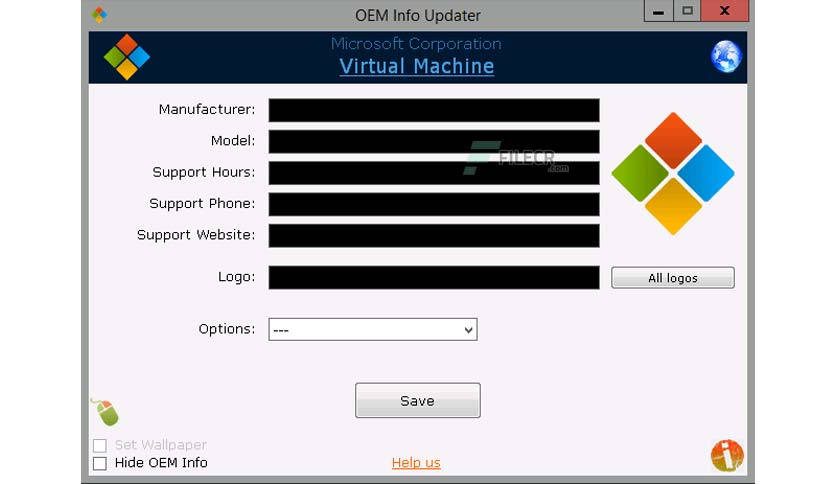 OEM Info Updater
Microsoft Corporation
Virtual Machine
Manufacturer:
Model:
FILECR
.com
Support Hours:
Support Phone:
Support Website:
Logo:
All logos
Options: ---
Save
Set Wallpaper
Hide OEM Info
Help us